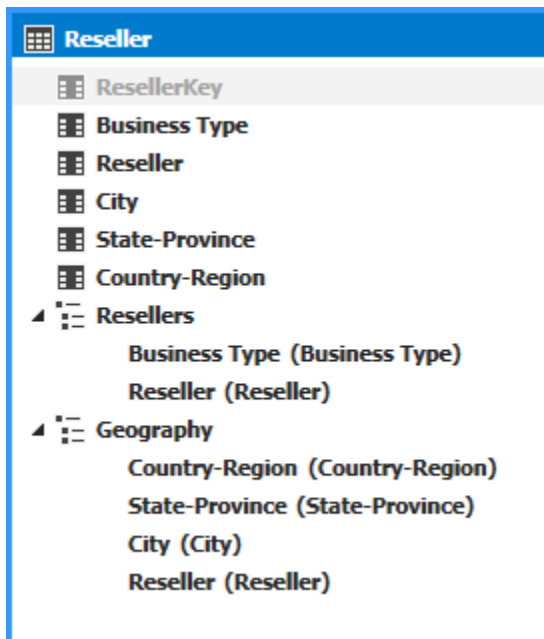 Reseller
ResellerKey
Business Type
Reseller
City
State-Province
Country-Region
Resellers
Business Type (Business Type)
Reseller (Reseller)
Geography
Country-Region (Country-Region)
State-Province (State-Province)
City (City)
Reseller (Reseller)